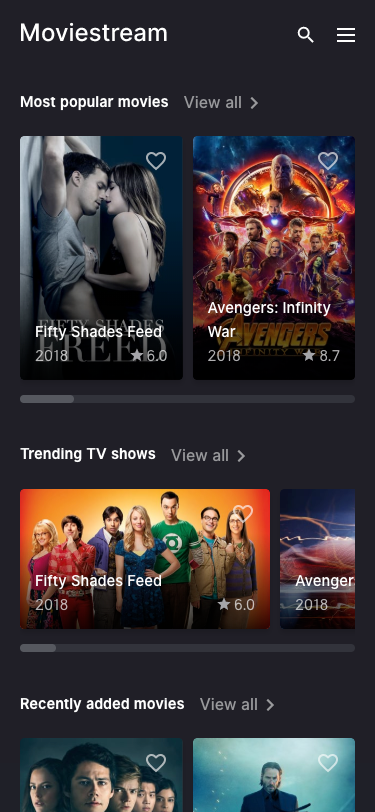 Moviestream
Most popular movies View all
FIFTY SHADES
FREED
Fifty Shades Feed
2018 6.0
AVENGERS
INFINITY WAR
Avengers: Infinity
War
2018 8.7
Trending TV shows View all
Fifty Shades Feed
2018 6.0
Avenger
2018
Recently added movies View all